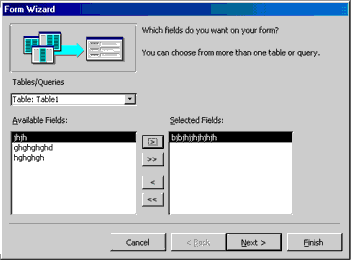 Form Wizard
Which fields do you want on your form?
You can choose from more than one table or query.
Tables/Queries
Table: Table1
Available Fields:
Selected Fields:
jhjh
ghghghghd
hghghgh
bjbjhjjhjhjhjh
>
>>
<
<<
Cancel
< Back
Next >
Finish